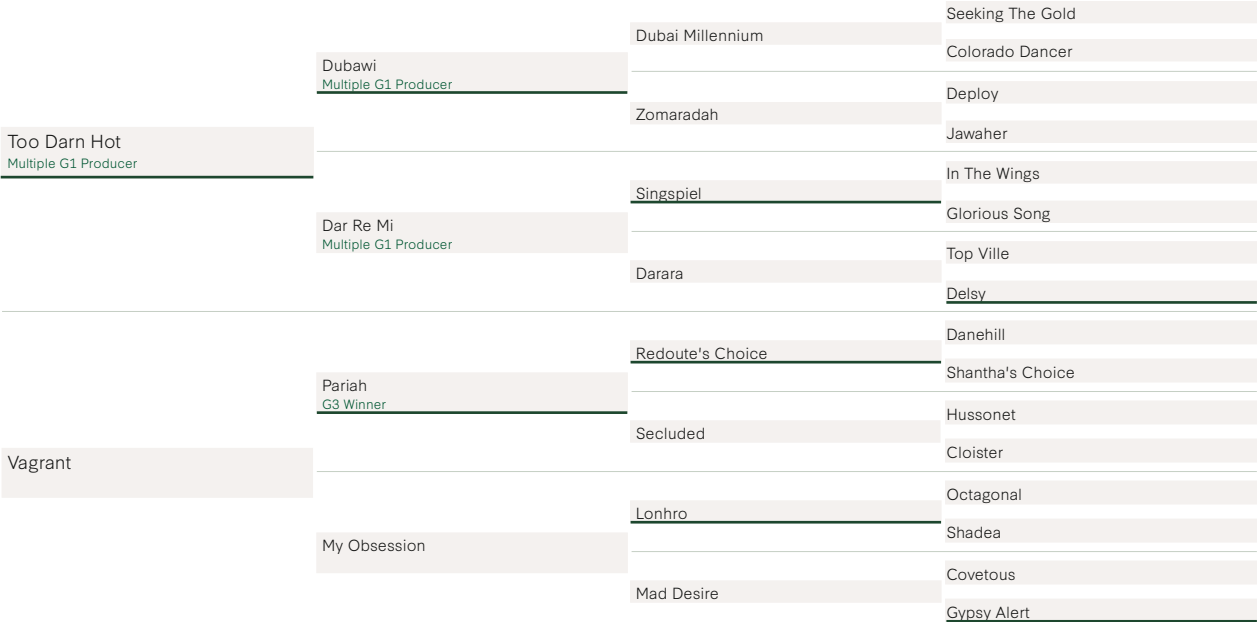 Too Darn Hot
Multiple G1 Producer
Vagrant
Dubawi
Multiple G1 Producer
Dar Re Mi
Multiple G1 Producer
Pariah
G3 Winner
My Obsession
Dubai Millennium
Zomaradah
Singspiel
Darara
Redoute's Choice
Secluded
Lonhro
Mad Desire
Seeking The Gold
Colorado Dancer
Deploy
Jawaher
In The Wings
Glorious Song
Top Ville
Delsy
Danehill
Shantha's Choice
Hussonet
Cloister
Octagonal
Shadea
Covetous
Gypsy Alert